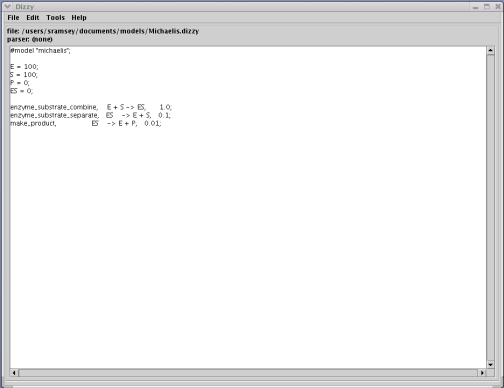 Dizzy
File Edit Tools Help
file: /users/sramsey/documents/models/Michaelis.dizzy
parser: (none)
#model "michaelis";
E = 100;
S = 100;
P = 0;
ES = 0;
enzyme_substrate_combine, E + S -> ES, 1.0;
enzyme_substrate_separate, ES -> E + S, 0.1;
make_product, ES -> E + P, 0.01;